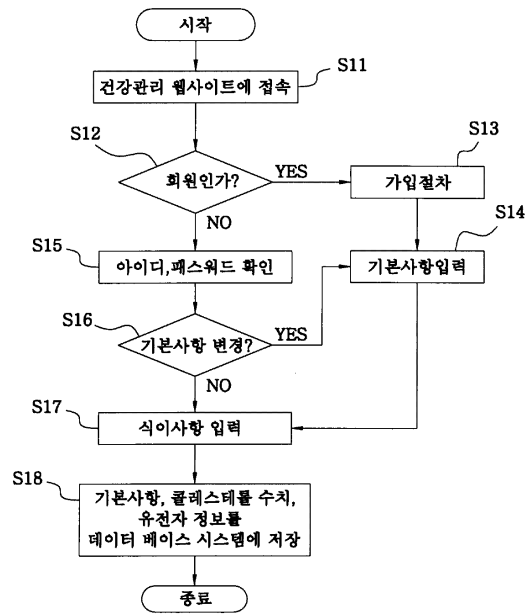 시작
S11
건강관리 웹사이트에 접속
S12
S13
회원인가?
YES
가입절차
NO
S14
S15
아이디,패스워드 확인
기본사항입력
S16
기본사항 변경?
YES
NO
S17
식이사항 입력
S18
기본사항, 콜레스테롤 수치,
유전자 정보를
데이터 베이스 시스템에 저장
종료